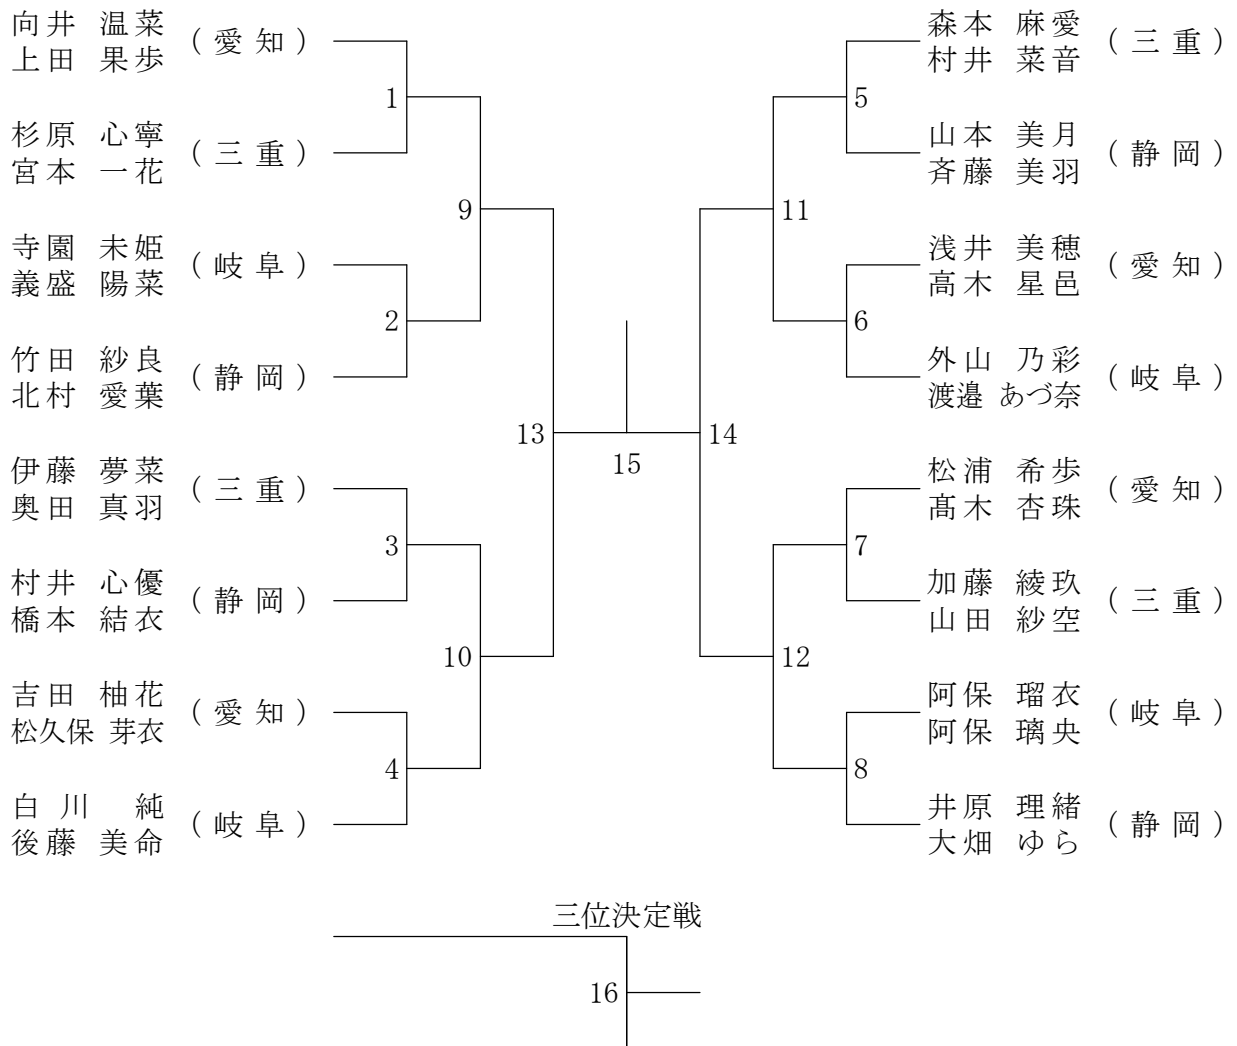 向井 温菜
上田 果歩
(愛知)
1
杉原 心寧
宮本 一花
(三重)
9
寺園 未姫
義盛 陽菜
(岐阜)
2
竹田 紗良
北村 愛葉
(静岡)
13
伊藤 夢菜
奥田 真羽
(三重)
3
村井 心優
橋本 結衣
(静岡)
10
吉田 柚花
松久保 芽衣
(愛知)
4
白川 純
後藤 美命
(岐阜)
15
森本 麻愛
村井 菜音
(三重)
5
山本 美月
斉藤 美羽
(静岡)
11
浅井 美穂
高木 星邑
(愛知)
6
外山 乃彩
渡邉 あづ奈
(岐阜)
14
松浦 希歩
髙木 杏珠
(愛知)
7
加藤 綾玖
山田 紗空
(三重)
12
阿保 瑠衣
阿保 璃央
(岐阜)
8
井原 理緒
大畑 ゆら
(静岡)
三位決定戦
16